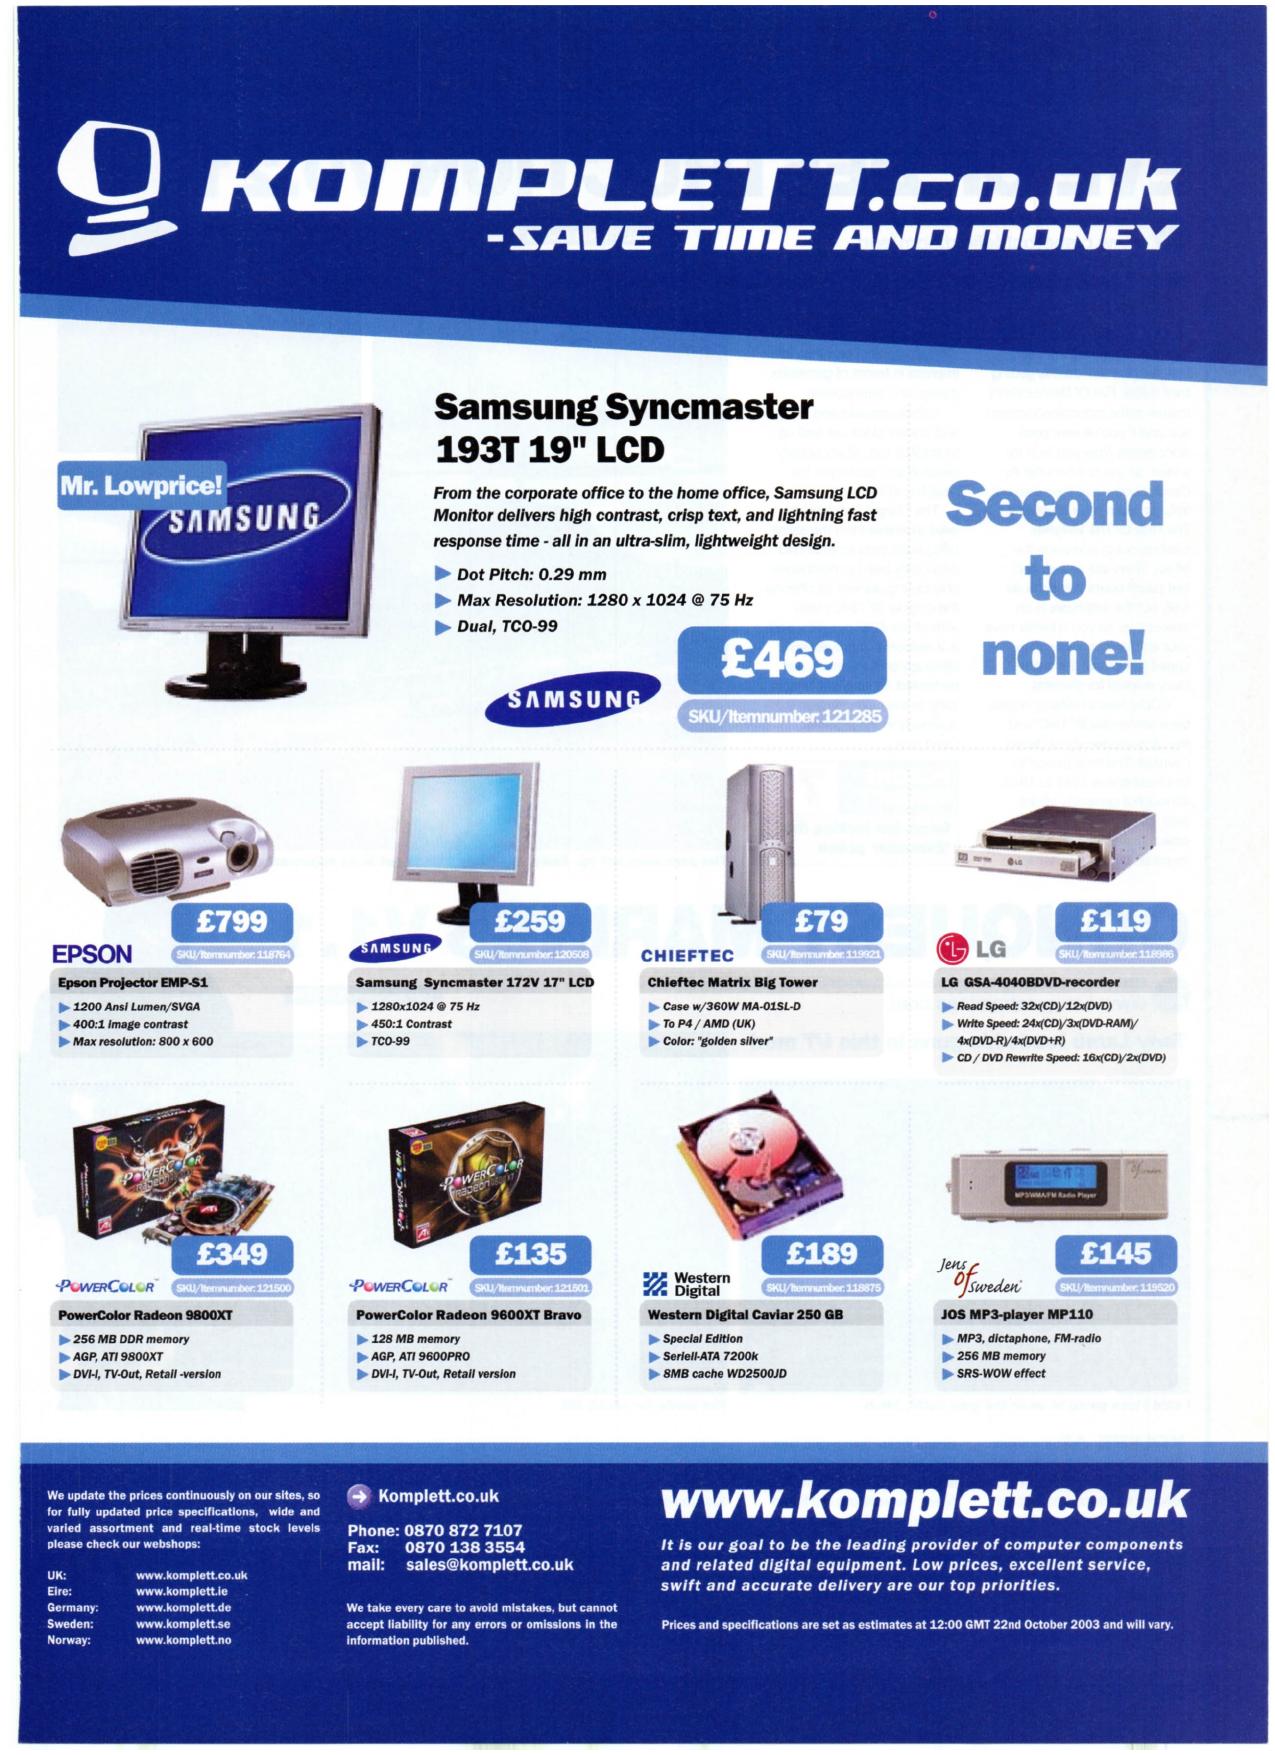 KOMPLETT.co.uk
-SAVE TIME AND MONEY
Samsung Syncmaster
193T 19" LCD
Mr. Lowprice!
SAMSUNG
From the corporate office to the home office, Samsung LCD
Monitor delivers high contrast, crisp text, and lightning fast
response time - all in an ultra-slim, lightweight design.
Dot Pitch: 0.29 mm
Max Resolution: 1280 x 1024 @ 75 Hz
Dual, TCO-99
SAMSUNG
£469
SKU/Itemnumber: 121285
Second
to
none!
£799
EPSON
SKU/Itemnumber: 118764
Epson Projector EMP-S1
1200 Ansi Lumen/SVGA
400:1 image contrast
Max resolution: 800 x 600
£259
SAMSUNG
SKU/Itemnumber: 120508
Samsung Syncmaster 172V 17" LCD
1280x1024 @ 75 Hz
450:1 Contrast
TCO-99
£79
CHIEFTEC
SKU/Itemnumber: 119921
Chieftec Matrix Big Tower
Case w/360W MA-01SL-D
To P4 / AMD (UK)
Color: "golden silver"
LG
£119
LG
SKU/Itemnumber: 118986
LG GSA-4040BDVD-recorder
Read Speed: 32x(CD)/12x(DVD)
Write Speed: 24x(CD)/3x(DVD-RAM)/
4x(DVD-R)/4x(DVD+R)
CD / DVD Rewrite Speed: 16x(CD)/2x(DVD)
POWERCOLOR
ATI
£349
POWERCOLOR™
SKU/Itemnumber: 121500
PowerColor Radeon 9800XT
256 MB DDR memory
AGP, ATI 9800XT
DVI-I, TV-Out, Retail -version
POWERCOLOR
£135
POWERCOLOR™
SKU/Itemnumber: 121501
PowerColor Radeon 9600XT Bravo
128 MB memory
AGP, ATI 9600PRO
DVI-I, TV-Out, Retail version
£189
Western
Digital
SKU/Itemnumber: 118875
Western Digital Caviar 250 GB
Special Edition
Seriell-ATA 7200k
8MB cache WD2500JD
MP3/WMA/FM Radio Player
£145
Jens
of
Sweden
SKU/Itemnumber: 119520
JOS MP3-player MP110
MP3, dictaphone, FM-radio
256 MB memory
SRS-WOW effect
We update the prices continuously on our sites, so
for fully updated price specifications, wide and
varied assortment and real-time stock levels
please check our webshops:
UK: www.komplett.co.uk
Eire: www.komplett.ie
Germany: www.komplett.de
Sweden: www.komplett.se
Norway: www.komplett.no
Komplett.co.uk
Phone: 0870 872 7107
Fax: 0870 138 3554
mail: sales@komplett.co.uk
We take every care to avoid mistakes, but cannot
accept liability for any errors or omissions in the
information published.
www.komplett.co.uk
It is our goal to be the leading provider of computer components
and related digital equipment. Low prices, excellent service,
swift and accurate delivery are our top priorities.
Prices and specifications are set as estimates at 12:00 GMT 22nd October 2003 and will vary.